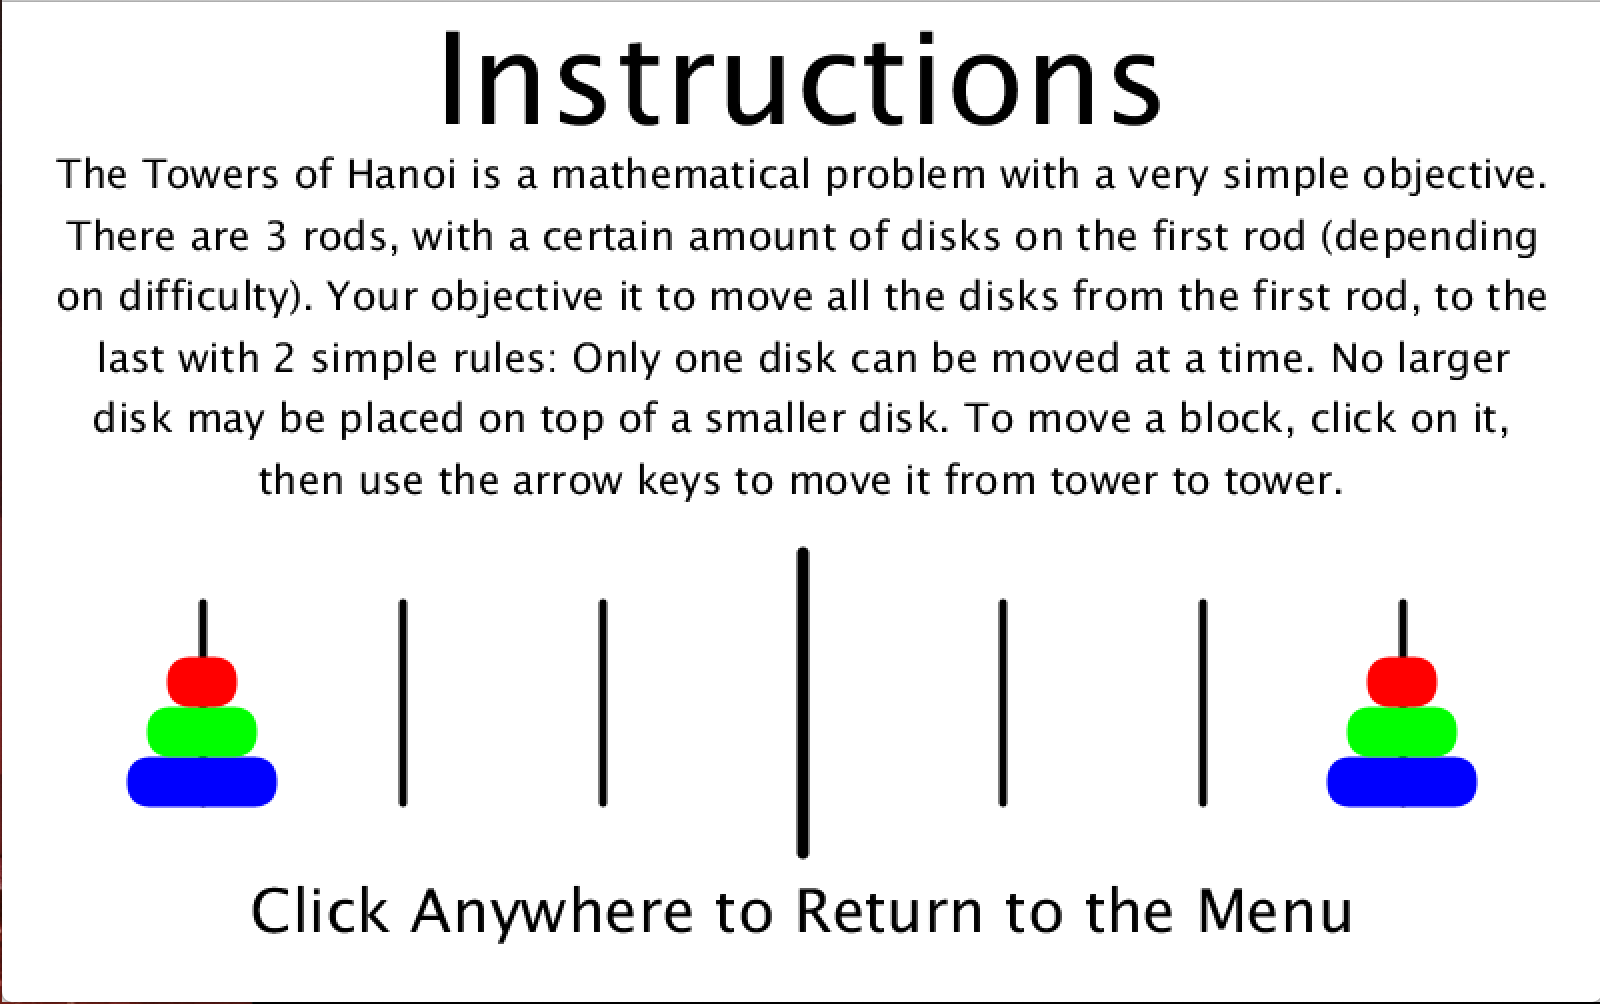 Instructions
The Towers of Hanoi is a mathematical problem with a very simple objective.
There are 3 rods, with a certain amount of disks on the first rod (depending
on difficulty). Your objective it to move all the disks from the first rod, to the
last with 2 simple rules: Only one disk can be moved at a time. No larger
disk may be placed on top of a smaller disk. To move a block, click on it,
then use the arrow keys to move it from tower to tower.
Click Anywhere to Return to the Menu